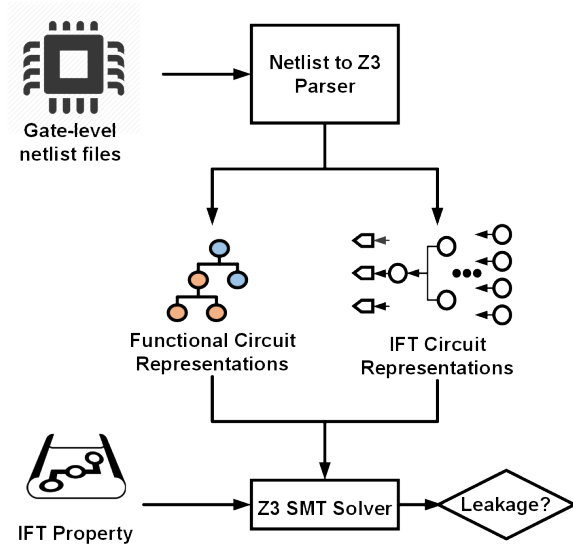 Netlist to Z3
Parser
Gate-level
netlist files
Functional Circuit
Representations
IFT Circuit
Representations
IFT Property
Z3 SMT Solver
Leakage?